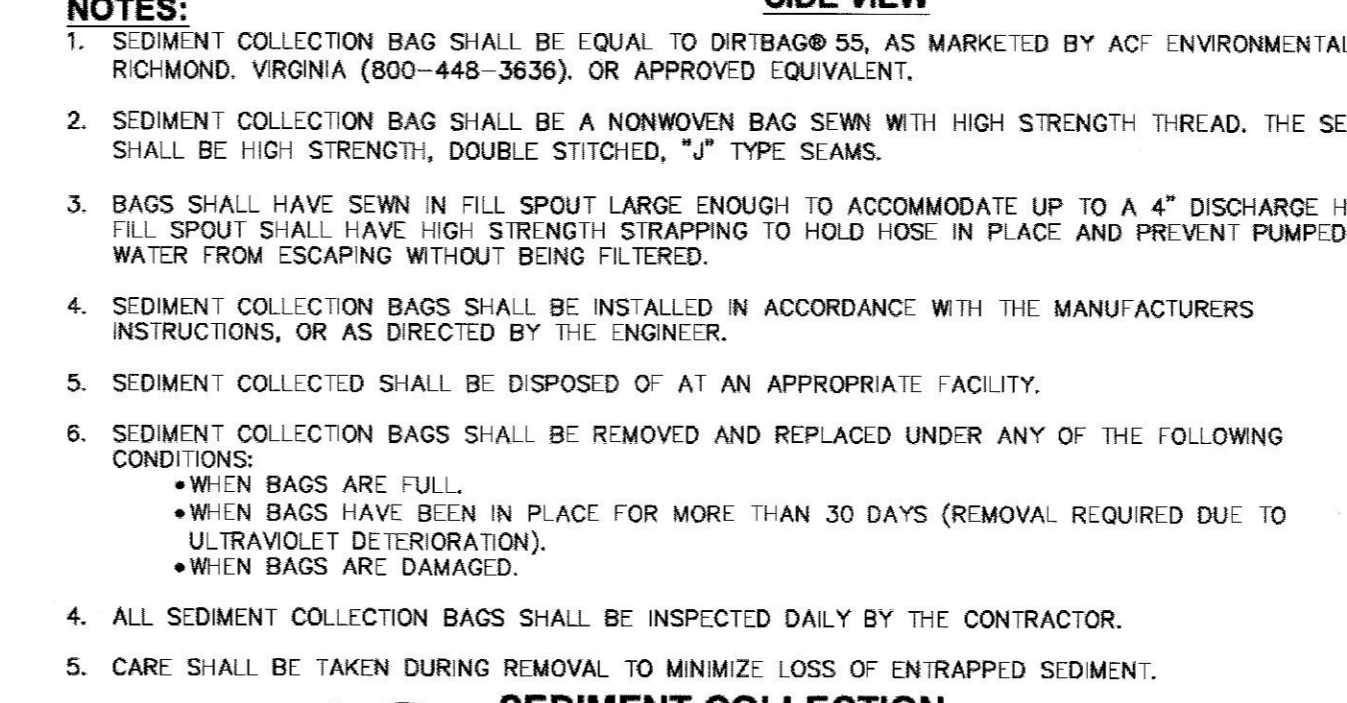 NOTES:
SIDE VIEW
1. SEDIMENT COLLECTION BAG SHALL BE EQUAL TO DIRTBAG® 55, AS MARKETED BY ACF ENVIRONMENTAL
RICHMOND. VIRGINIA (800-448-3636). OR APPROVED EQUIVALENT.
2. SEDIMENT COLLECTION BAG SHALL BE A NONWOVEN BAG SEWN WITH HIGH STRENGTH THREAD. THE SE
SHALL BE HIGH STRENGTH, DOUBLE STITCHED, "J" TYPE SEAMS.
3. BAGS SHALL HAVE SEWN IN FILL SPOUT LARGE ENOUGH TO ACCOMMODATE UP TO A 4" DISCHARGE H
FILL SPOUT SHALL HAVE HIGH STRENGTH STRAPPING TO HOLD HOSE IN PLACE AND PREVENT PUMPED
WATER FROM ESCAPING WITHOUT BEING FILTERED.
4. SEDIMENT COLLECTION BAGS SHALL BE INSTALLED IN ACCORDANCE WITH THE MANUFACTURERS
INSTRUCTIONS, OR AS DIRECTED BY THE ENGINEER.
5. SEDIMENT COLLECTED SHALL BE DISPOSED OF AT AN APPROPRIATE FACILITY.
6. SEDIMENT COLLECTION BAGS SHALL BE REMOVED AND REPLACED UNDER ANY OF THE FOLLOWING
CONDITIONS:
•WHEN BAGS ARE FULL.
•WHEN BAGS HAVE BEEN IN PLACE FOR MORE THAN 30 DAYS (REMOVAL REQUIRED DUE TO
ULTRAVIOLET DETERIORATION).
•WHEN BAGS ARE DAMAGED.
4. ALL SEDIMENT COLLECTION BAGS SHALL BE INSPECTED DAILY BY THE CONTRACTOR.
5. CARE SHALL BE TAKEN DURING REMOVAL TO MINIMIZE LOSS OF ENTRAPPED SEDIMENT.
SEDIMENT COLLECTION